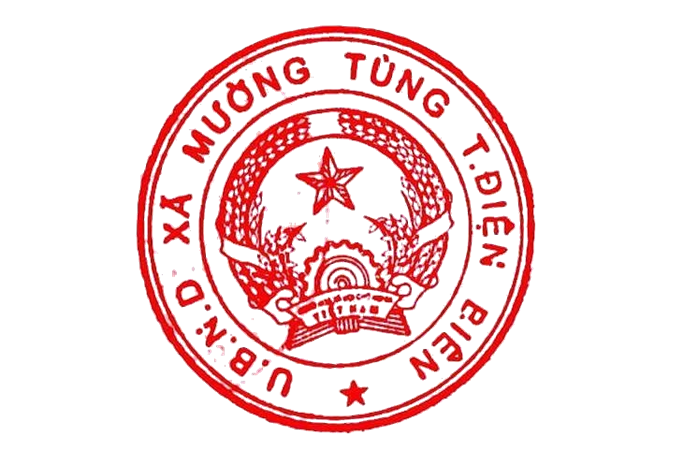 U.B.N.D XÃ MƯỜNG TÙNG T.ĐIỆN BIÊN
VIỆT NAM